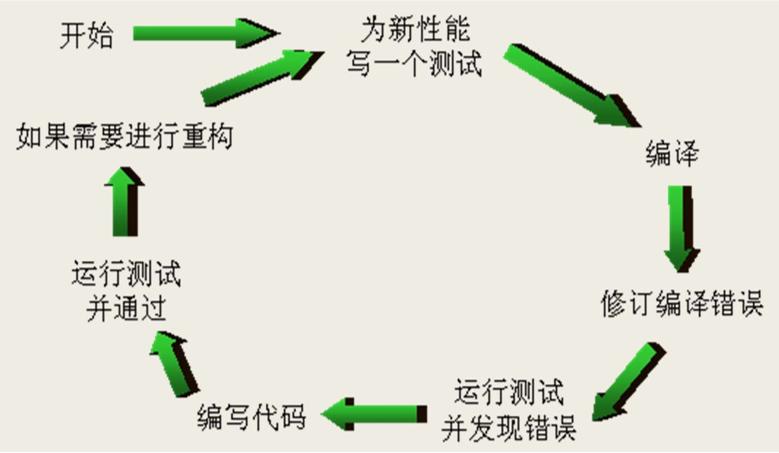 开始
为新性能
写一个测试
编译
修订编译错误
运行测试
并发现错误
编写代码
运行测试
并通过
如果需要进行重构